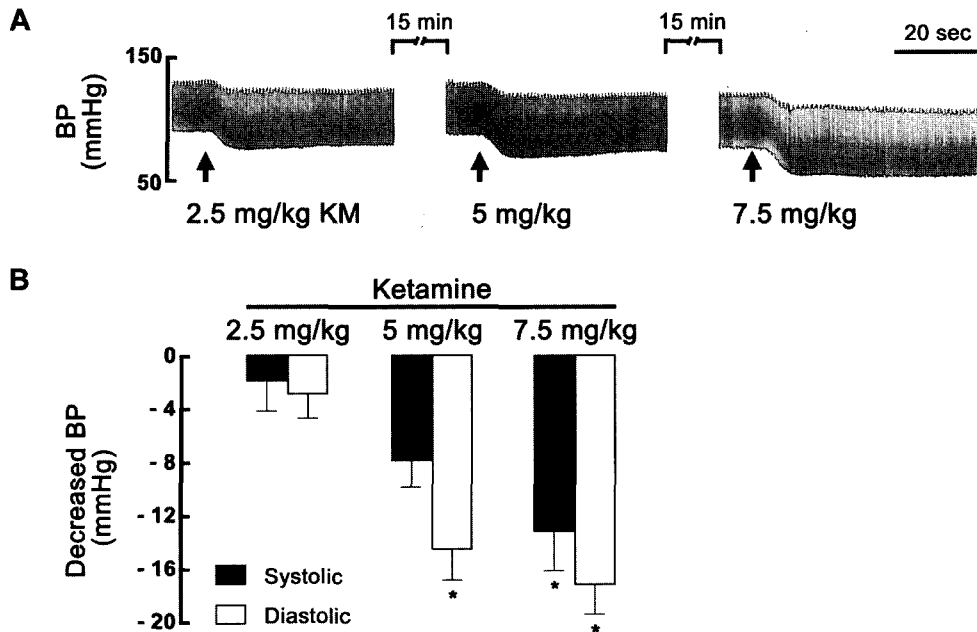 A
15 min
15 min
20 sec
150
BP
(mmHg)
50
2.5 mg/kg KM
5 mg/kg
7.5 mg/kg
B
Ketamine
2.5 mg/kg
5 mg/kg
7.5 mg/kg
0
- 4
- 8
- 12
- 16
- 20
Decreased BP
(mmHg)
Systolic
Diastolic
*
*
*